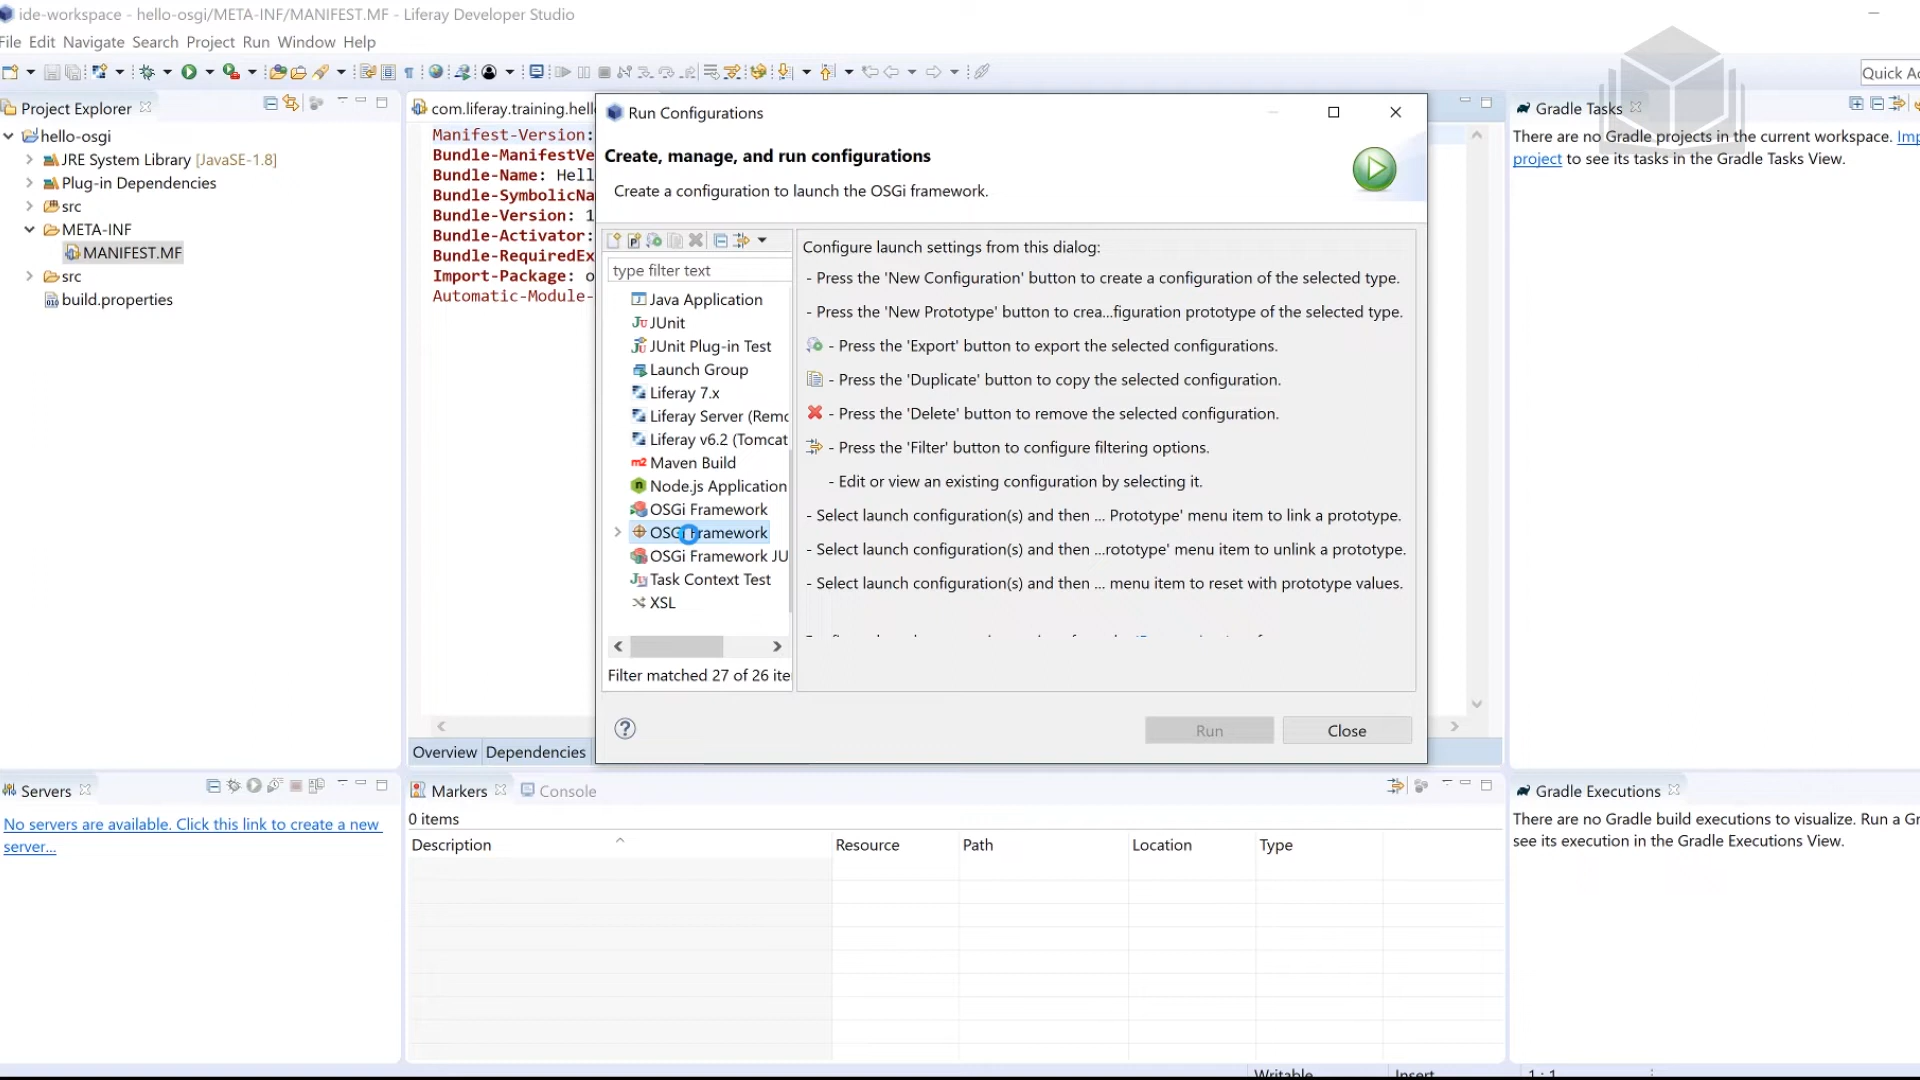 ide-workspace - hello-osgi/META-INF/MANIFEST.MF - Liferay Developer Studio
File Edit Navigate Search Project Run Window Help
Quick Ac
Project Explorer
hello-osgi
JRE System Library [JavaSE-1.8]
Plug-in Dependencies
src
META-INF
MANIFEST.MF
src
build.properties
com.liferay.training.hell
Manifest-Version:
Bundle-ManifestVe
Bundle-Name: Hell
Bundle-SymbolicNa
Bundle-Version: 1
Bundle-Activator:
Bundle-RequiredEx
Import-Package: o
Automatic-Module-
Overview Dependencies
Run Configurations
Create, manage, and run configurations
Create a configuration to launch the OSGi framework.
type filter text
Java Application
JUnit
JUnit Plug-in Test
Launch Group
Liferay 7.x
Liferay Server (Remo
Liferay v6.2 (Tomcat
Maven Build
Node.js Application
OSGi Framework
OSGi Framework
OSGi Framework JU
Task Context Test
XSL
Filter matched 27 of 26 ite
Configure launch settings from this dialog:
- Press the 'New Configuration' button to create a configuration of the selected type.
- Press the 'New Prototype' button to crea...figuration prototype of the selected type.
- Press the 'Export' button to export the selected configurations.
- Press the 'Duplicate' button to copy the selected configuration.
- Press the 'Delete' button to remove the selected configuration.
- Press the 'Filter' button to configure filtering options.
- Edit or view an existing configuration by selecting it.
- Select launch configuration(s) and then ... Prototype' menu item to link a prototype.
- Select launch configuration(s) and then ...rototype' menu item to unlink a prototype.
- Select launch configuration(s) and then ... menu item to reset with prototype values.
Run Close
Gradle Tasks
There are no Gradle projects in the current workspace. Imp
project to see its tasks in the Gradle Tasks View.
Servers
No servers are available. Click this link to create a new
server...
Markers Console
0 items
Description Resource Path Location Type
Gradle Executions
There are no Gradle build executions to visualize. Run a Gr
see its execution in the Gradle Executions View.
Writable Insert 1 : 1